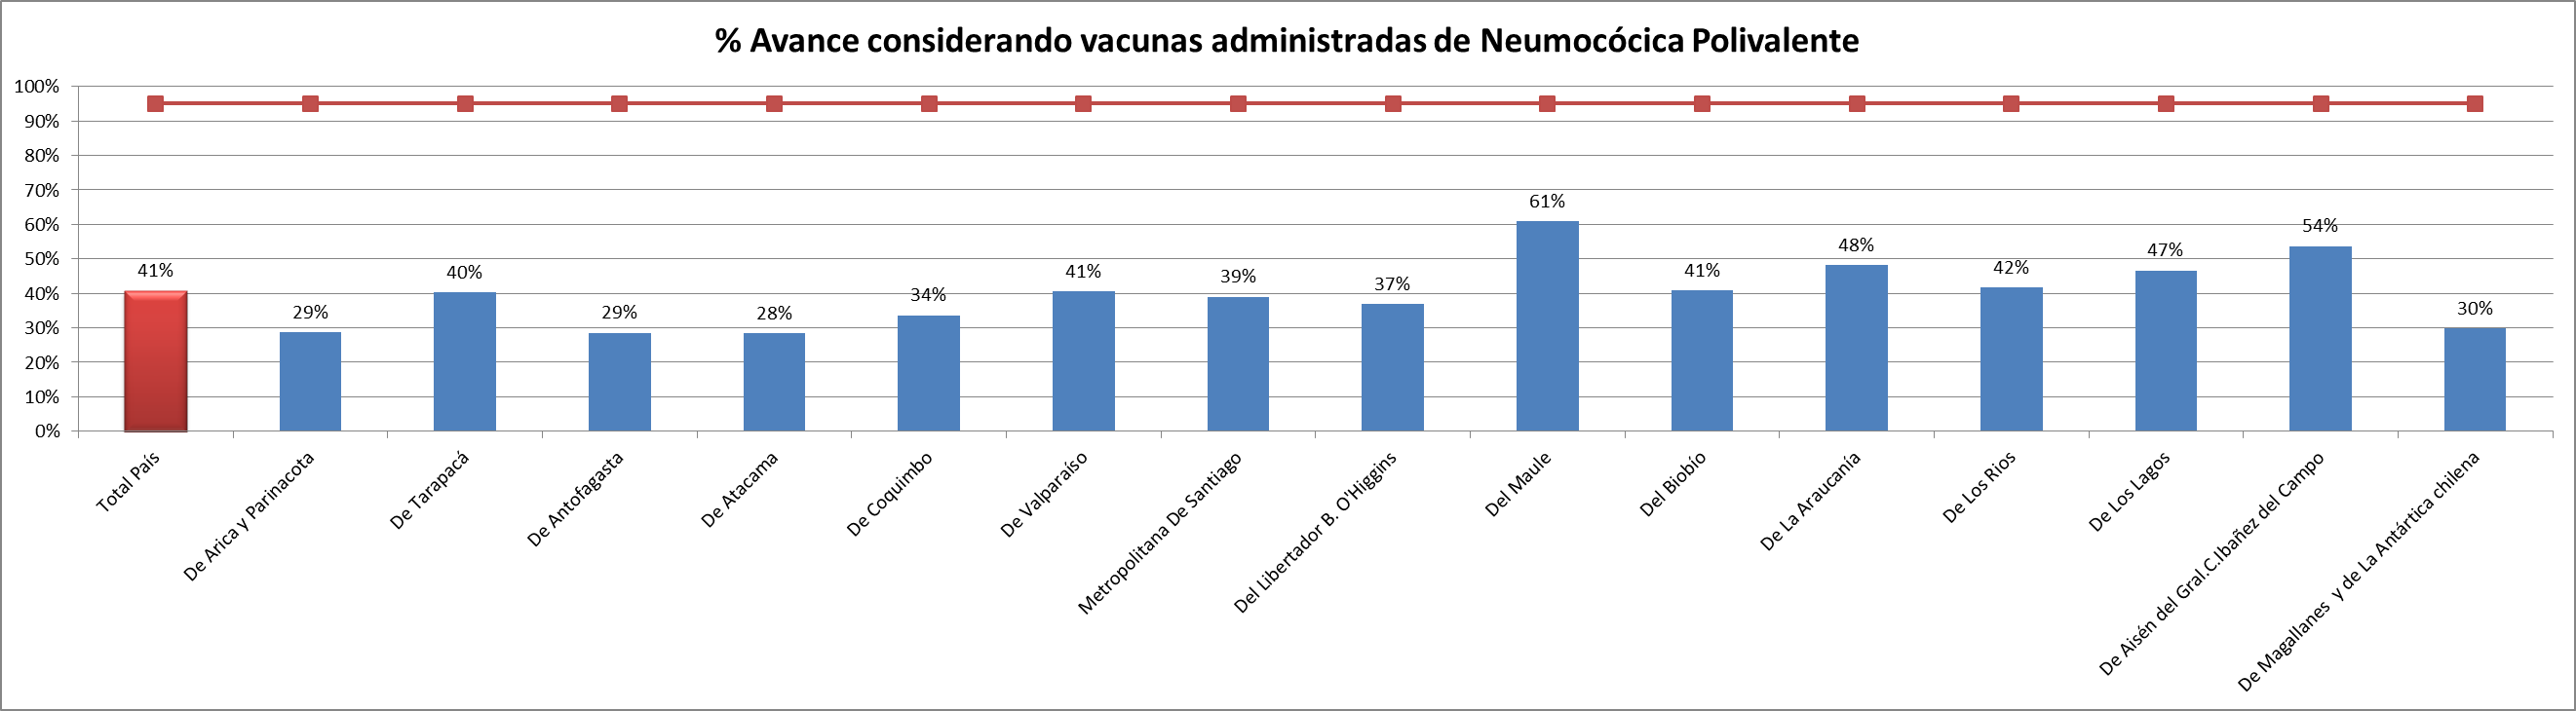 % Avance considerando vacunas administradas de Neumocócica Polivalente
100%
90%
80%
70%
60%
50%
40%
30%
20%
10%
0%
41%
29%
40%
29%
28%
34%
41%
39%
37%
61%
41%
48%
42%
47%
54%
30%
Total País
De Arica y Parinacota
De Tarapacá
De Antofagasta
De Atacama
De Coquimbo
De Valparaíso
Metropolitana De Santiago
Del Libertador B. O'Higgins
Del Maule
Del Biobío
De La Araucanía
De Los Rios
De Los Lagos
De Aisén del Gral.C.Ibañez del Campo
De Magallanes  y de La Antártica chilena